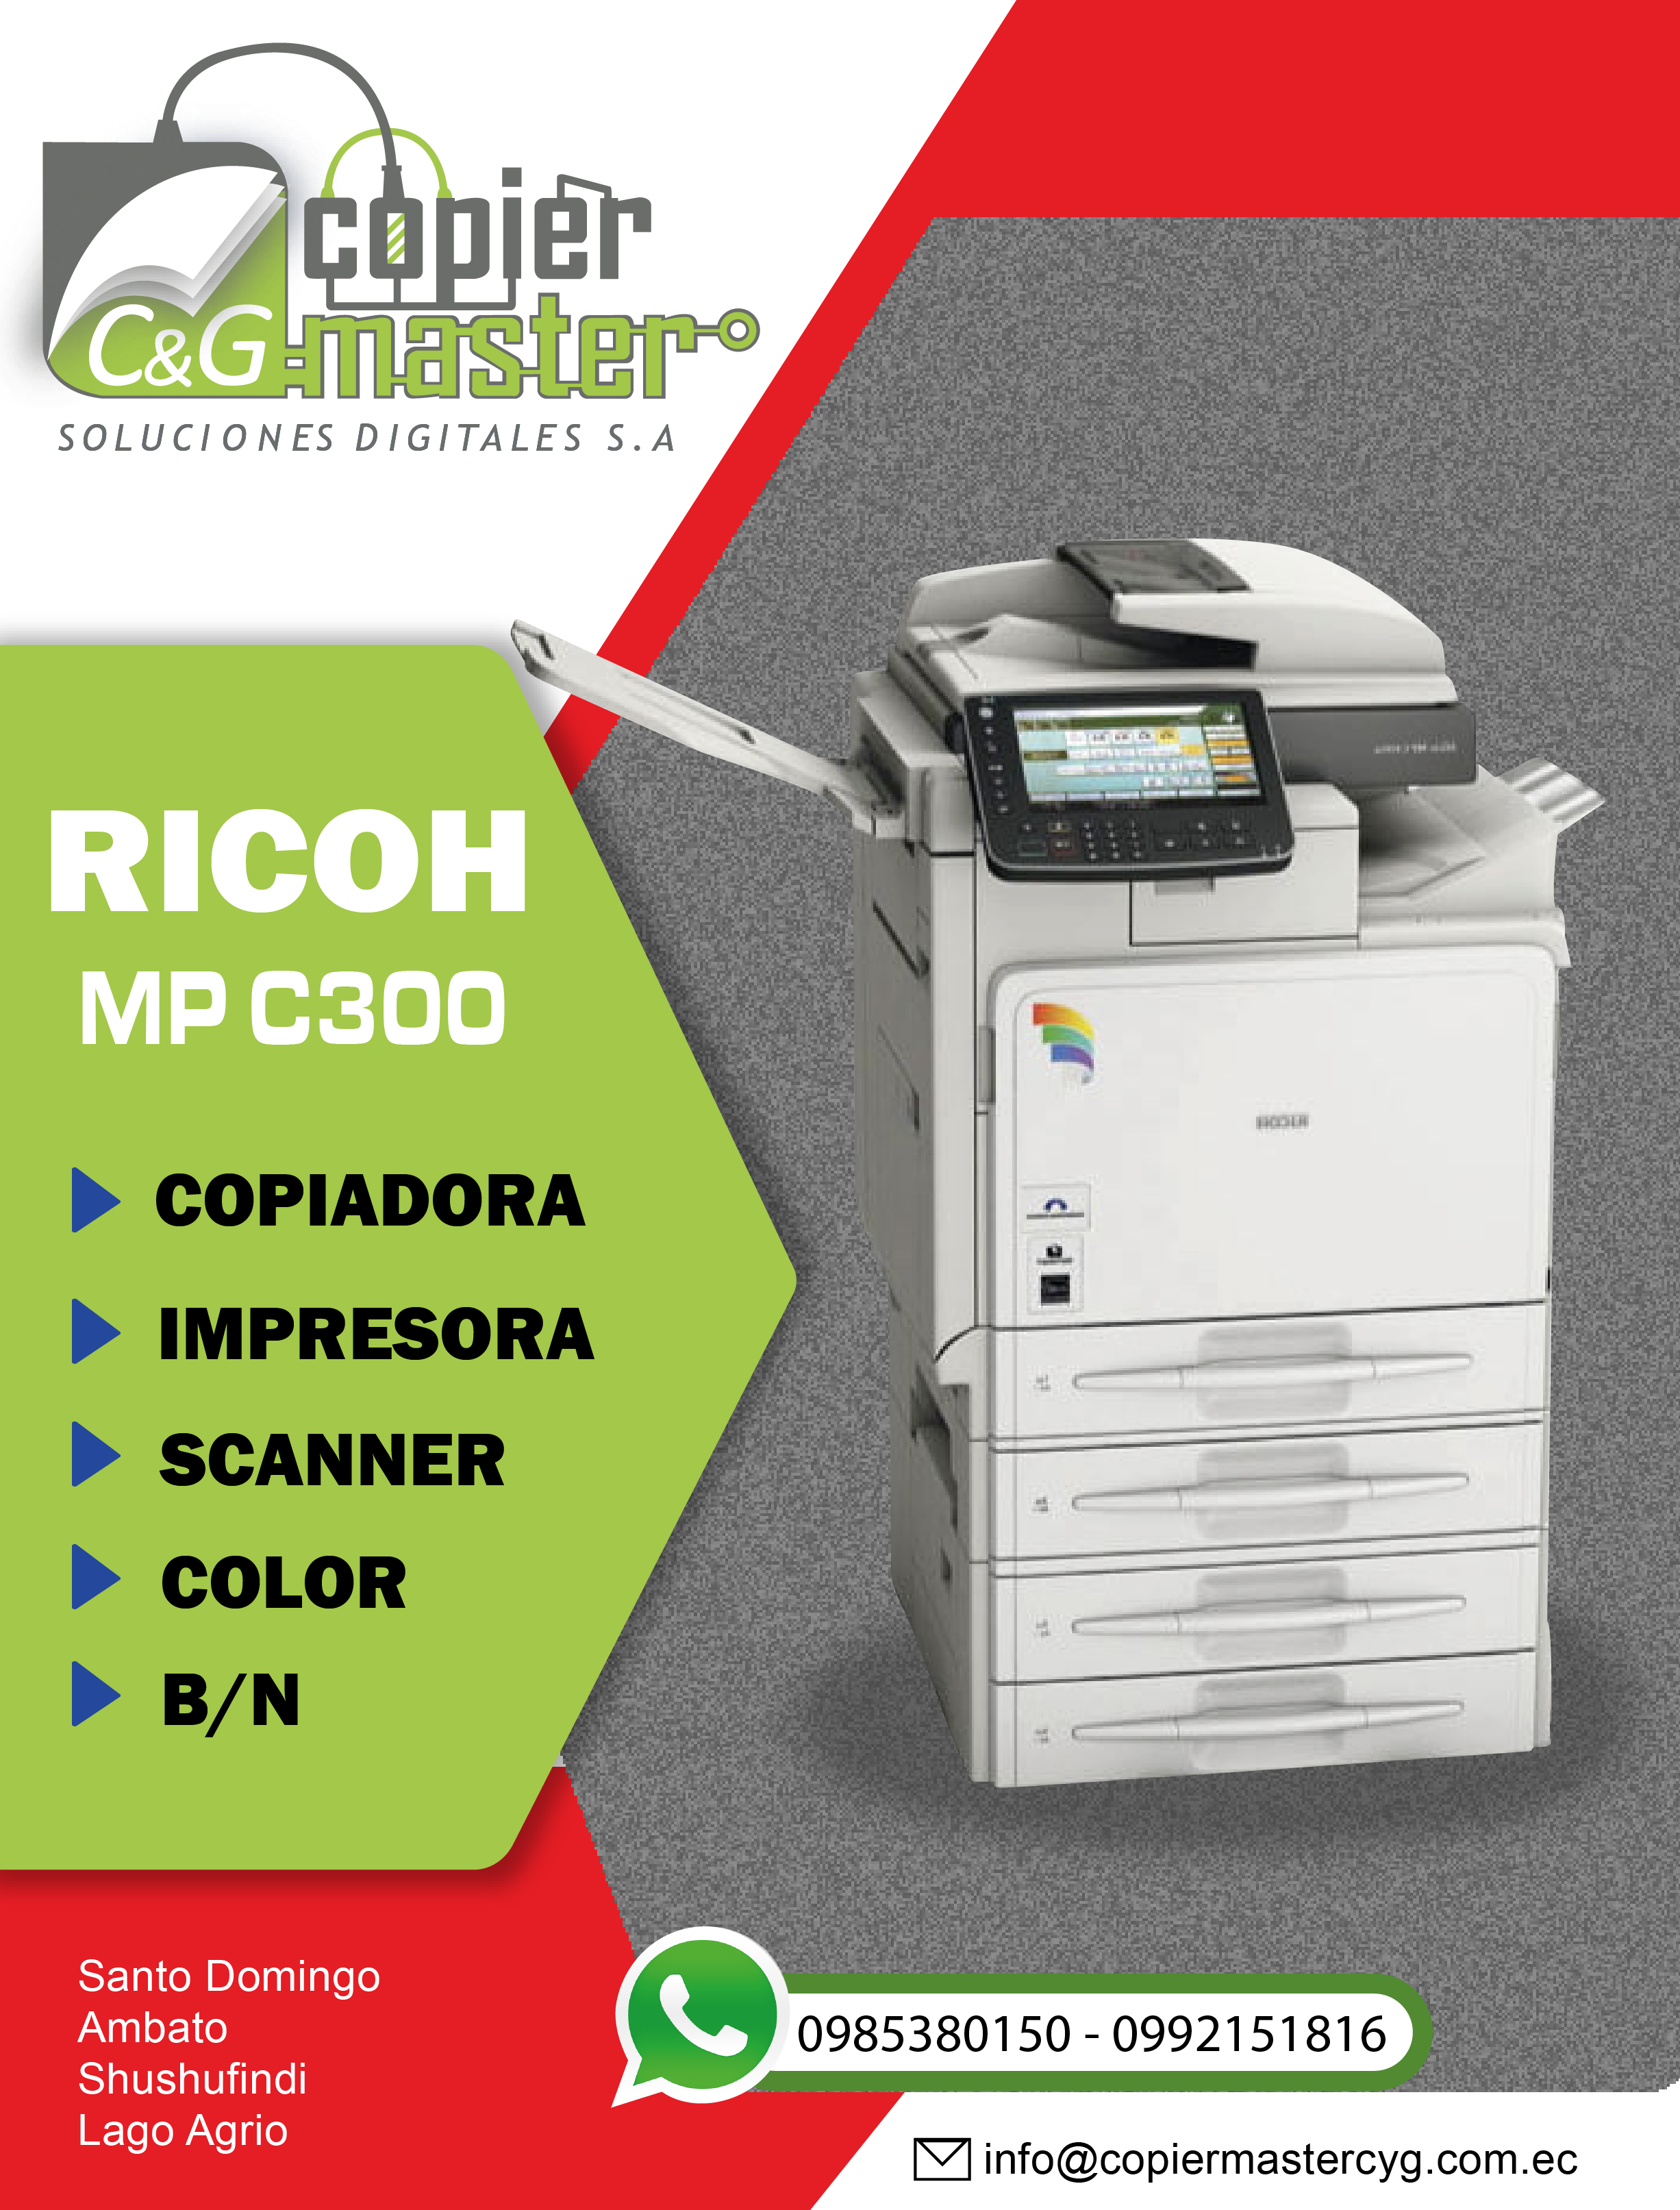 copier
C&G master
SOLUCIONES DIGITALES S.A
RICOH
MP C300
COPIADORA
IMPRESORA
SCANNER
COLOR
B/N
RICOH
Santo Domingo
Ambato
Shushufindi
Lago Agrio
0985380150 - 0992151816
info@copiermastercyg.com.ec